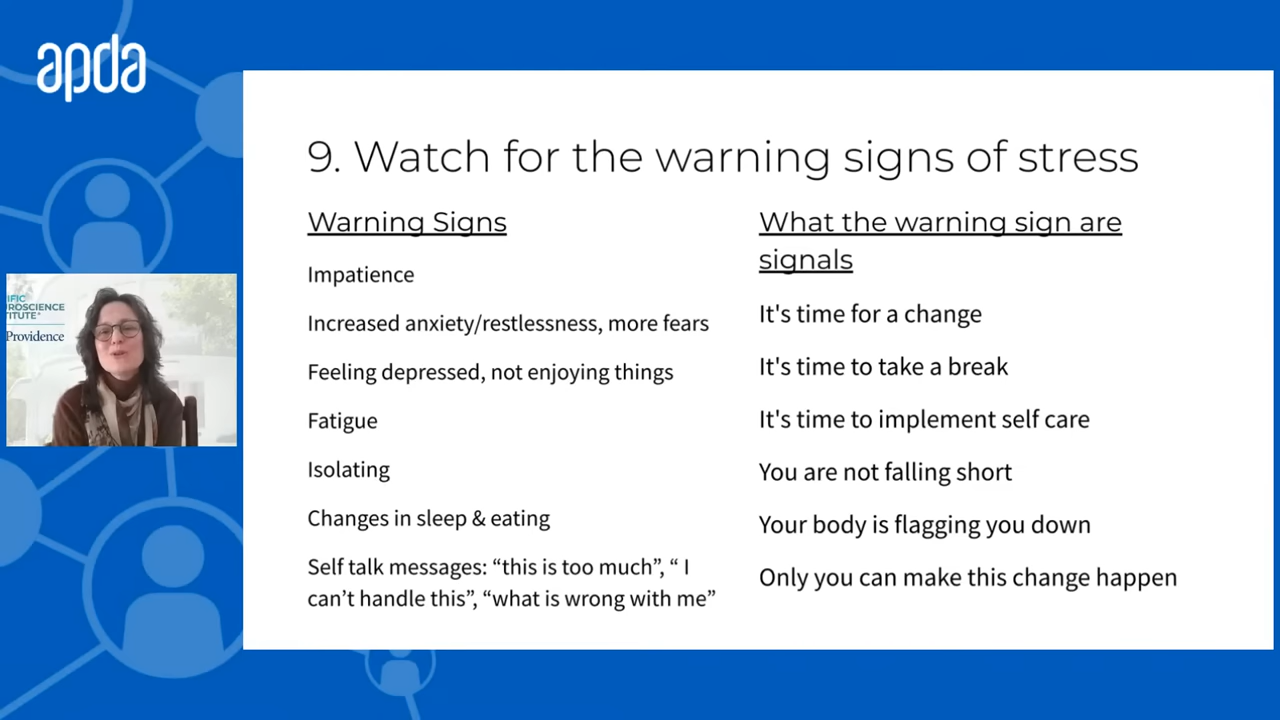 apda
9. Watch for the warning signs of stress
Warning Signs
Impatience
Increased anxiety/restlessness, more fears
Feeling depressed, not enjoying things
Fatigue
Isolating
Changes in sleep & eating
Self talk messages: “this is too much”, “ I
can’t handle this”, “what is wrong with me”
What the warning sign are
signals
It's time for a change
It's time to take a break
It's time to implement self care
You are not falling short
Your body is flagging you down
Only you can make this change happen
IFIC
ROSCIENCE
TITUTE
Providence